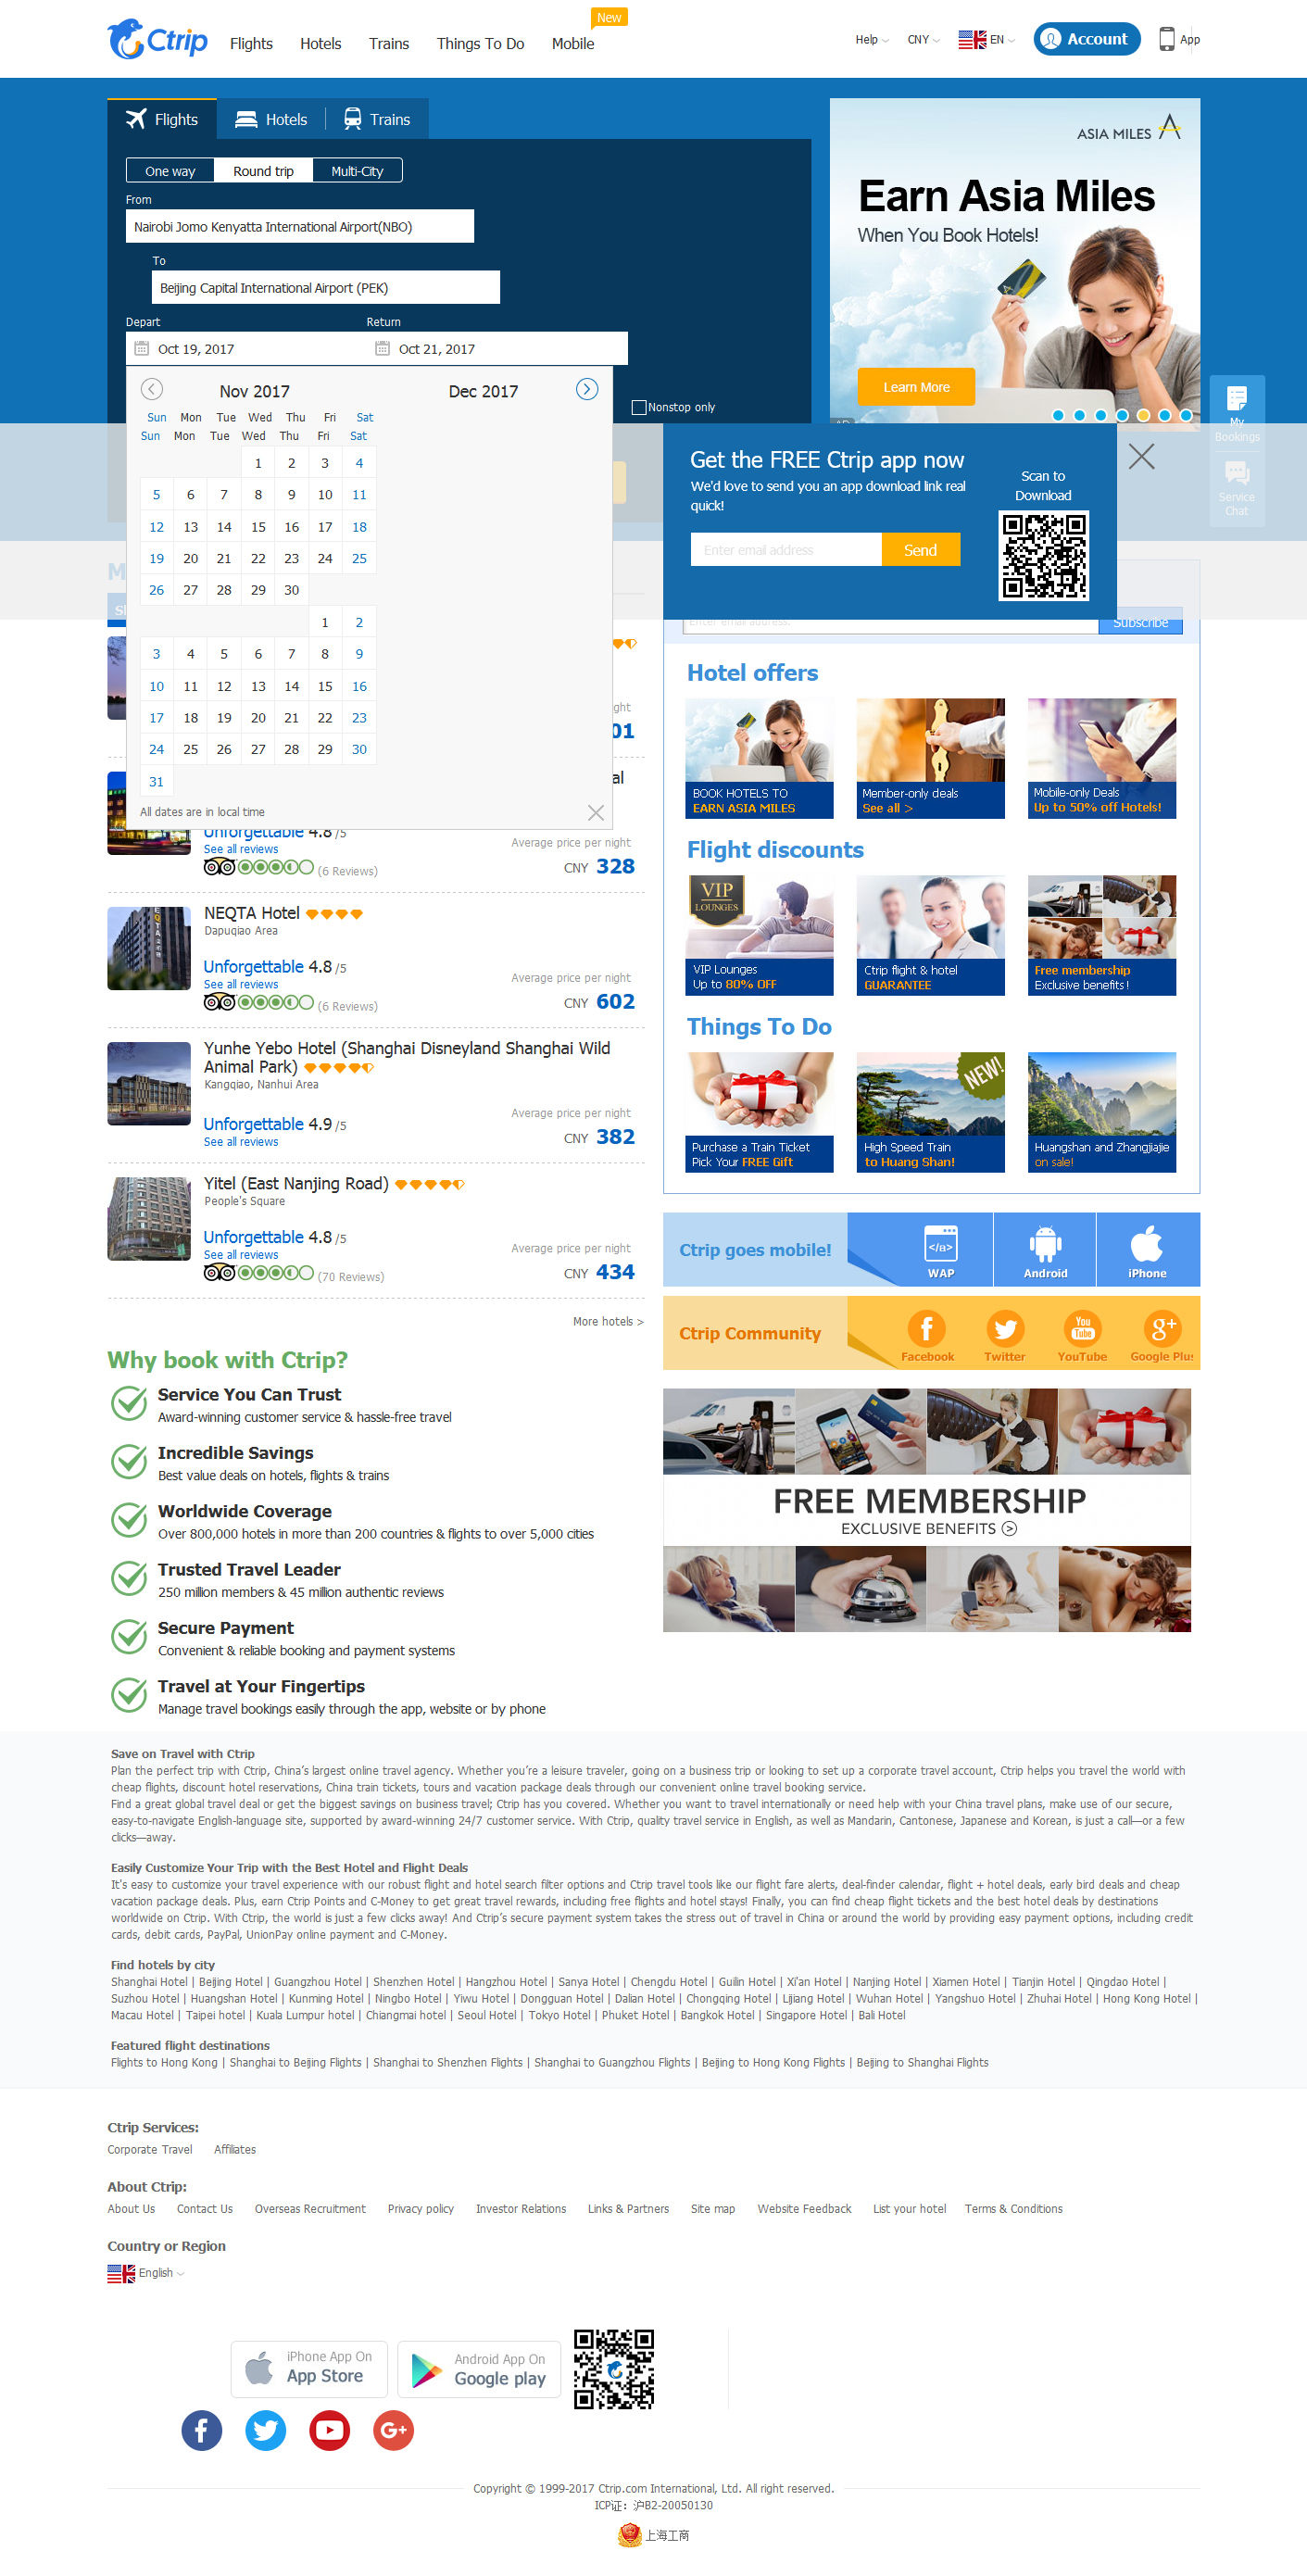 Ctrip
Flights
Hotels
Trains
Things To Do
Mobile
New
Help
CNY
EN
Account
App
Flights
Hotels
Trains
One way
Round trip
Multi-City
From
Nairobi Jomo Kenyatta International Airport(NBO)
To
Beijing Capital International Airport (PEK)
Depart
Return
Oct 19, 2017
Oct 21, 2017
Nonstop only
ASIA MILES
Earn Asia Miles
When You Book Hotels!
Learn More
AD
My
Bookings
Service
Chat
Nov 2017
Dec 2017
Sun Mon Tue Wed Thu Fri Sat
Sun Mon Tue Wed Thu Fri Sat
1 2 3 4
5 6 7 8 9 10 11
12 13 14 15 16 17 18
19 20 21 22 23 24 25
26 27 28 29 30
1 2
3 4 5 6 7 8 9
10 11 12 13 14 15 16
17 18 19 20 21 22 23
24 25 26 27 28 29 30
31
All dates are in local time
Get the FREE Ctrip app now
We'd love to send you an app download link real
quick!
Enter email address
Send
Scan to
Download
Enter email address.
Subscribe
Unforgettable 4.8 /5
See all reviews
(6 Reviews)
Average price per night
CNY 328
NEQTA Hotel
Dapuqiao Area
Unforgettable 4.8 /5
See all reviews
(6 Reviews)
Average price per night
CNY 602
Yunhe Yebo Hotel (Shanghai Disneyland Shanghai Wild
Animal Park)
Kangqiao, Nanhui Area
Unforgettable 4.9 /5
See all reviews
Average price per night
CNY 382
Yitel (East Nanjing Road)
People's Square
Unforgettable 4.8 /5
See all reviews
(70 Reviews)
Average price per night
CNY 434
More hotels >
Hotel offers
BOOK HOTELS TO
EARN ASIA MILES
Member-only deals
See all >
Mobile-only Deals
Up to 50% off Hotels!
Flight discounts
VIP
LOUNGES
VIP Lounges
Up to 80% OFF
Ctrip flight & hotel
GUARANTEE
Free membership
Exclusive benefits!
Things To Do
Purchase a Train Ticket
Pick Your FREE Gift
NEW!
High Speed Train
to Huang Shan!
Huangshan and Zhangjiajie
on sale!
Ctrip goes mobile!
</a>
WAP
Android
iPhone
Ctrip Community
Facebook
Twitter
You
Tube
YouTube
g+
Google Plus
FREE MEMBERSHIP
EXCLUSIVE BENEFITS >
Why book with Ctrip?
Service You Can Trust
Award-winning customer service & hassle-free travel
Incredible Savings
Best value deals on hotels, flights & trains
Worldwide Coverage
Over 800,000 hotels in more than 200 countries & flights to over 5,000 cities
Trusted Travel Leader
250 million members & 45 million authentic reviews
Secure Payment
Convenient & reliable booking and payment systems
Travel at Your Fingertips
Manage travel bookings easily through the app, website or by phone
Save on Travel with Ctrip
Plan the perfect trip with Ctrip, China’s largest online travel agency. Whether you’re a leisure traveler, going on a business trip or looking to set up a corporate travel account, Ctrip helps you travel the world with
cheap flights, discount hotel reservations, China train tickets, tours and vacation package deals through our convenient online travel booking service.
Find a great global travel deal or get the biggest savings on business travel; Ctrip has you covered. Whether you want to travel internationally or need help with your China travel plans, make use of our secure,
easy-to-navigate English-language site, supported by award-winning 24/7 customer service. With Ctrip, quality travel service in English, as well as Mandarin, Cantonese, Japanese and Korean, is just a call—or a few
clicks—away.
Easily Customize Your Trip with the Best Hotel and Flight Deals
It's easy to customize your travel experience with our robust flight and hotel search filter options and Ctrip travel tools like our flight fare alerts, deal-finder calendar, flight + hotel deals, early bird deals and cheap
vacation package deals. Plus, earn Ctrip Points and C-Money to get great travel rewards, including free flights and hotel stays! Finally, you can find cheap flight tickets and the best hotel deals by destinations
worldwide on Ctrip. With Ctrip, the world is just a few clicks away! And Ctrip’s secure payment system takes the stress out of travel in China or around the world by providing easy payment options, including credit
cards, debit cards, PayPal, UnionPay online payment and C-Money.
Find hotels by city
Shanghai Hotel | Beijing Hotel | Guangzhou Hotel | Shenzhen Hotel | Hangzhou Hotel | Sanya Hotel | Chengdu Hotel | Guilin Hotel | Xi'an Hotel | Nanjing Hotel | Xiamen Hotel | Tianjin Hotel | Qingdao Hotel |
Suzhou Hotel | Huangshan Hotel | Kunming Hotel | Ningbo Hotel | Yiwu Hotel | Dongguan Hotel | Dalian Hotel | Chongqing Hotel | Lijiang Hotel | Wuhan Hotel | Yangshuo Hotel | Zhuhai Hotel | Hong Kong Hotel |
Macau Hotel | Taipei hotel | Kuala Lumpur hotel | Chiangmai hotel | Seoul Hotel | Tokyo Hotel | Phuket Hotel | Bangkok Hotel | Singapore Hotel | Bali Hotel
Featured flight destinations
Flights to Hong Kong | Shanghai to Beijing Flights | Shanghai to Shenzhen Flights | Shanghai to Guangzhou Flights | Beijing to Hong Kong Flights | Beijing to Shanghai Flights
Ctrip Services:
Corporate Travel
Affiliates
About Ctrip:
About Us
Contact Us
Overseas Recruitment
Privacy policy
Investor Relations
Links & Partners
Site map
Website Feedback
List your hotel
Terms & Conditions
Country or Region
English
iPhone App On
App Store
Android App On
Google play
G+
Copyright © 1999-2017 Ctrip.com International, Ltd. All right reserved.
ICP证：沪B2-20050130
上海工商